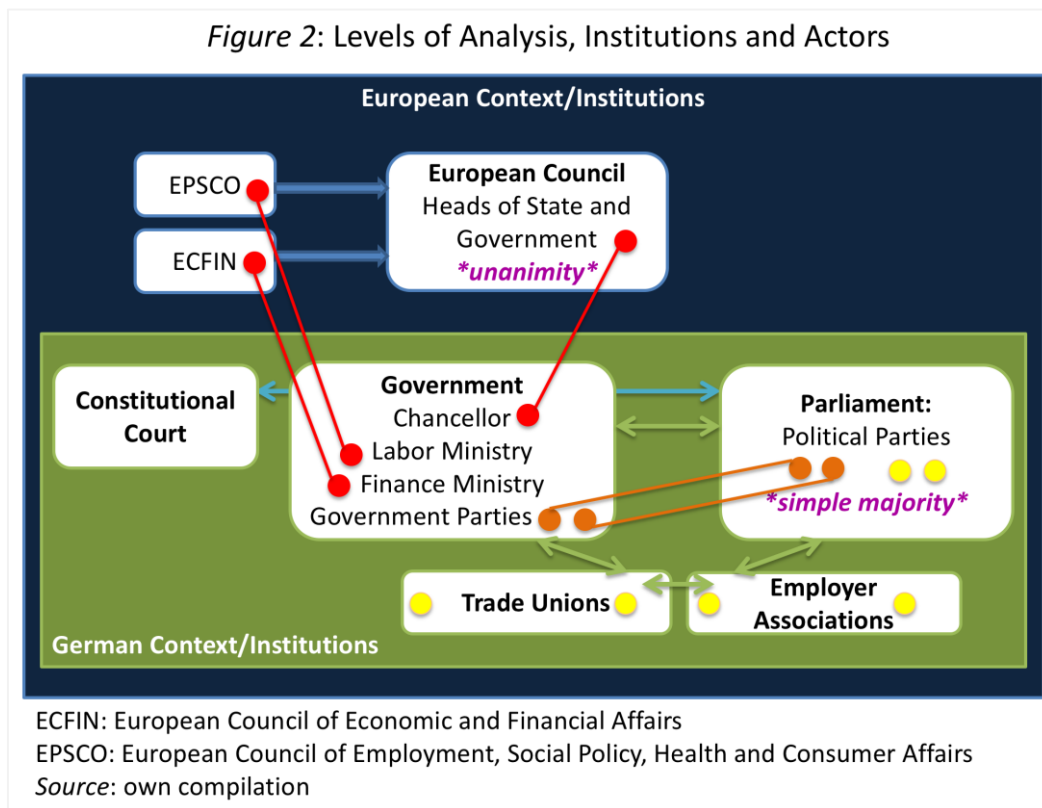 Figure 2: Levels of Analysis, Institutions and Actors
European Context/Institutions
EPSCO
ECFIN
European Council
Heads of State and
Government
*unanimity*
Constitutional
Court
Government
Chancellor
Labor Ministry
Finance Ministry
Government Parties
Parliament:
Political Parties
*simple majority*
Trade Unions
Employer
Associations
German Context/Institutions
ECFIN: European Council of Economic and Financial Affairs
EPSCO: European Council of Employment, Social Policy, Health and Consumer Affairs
Source: own compilation